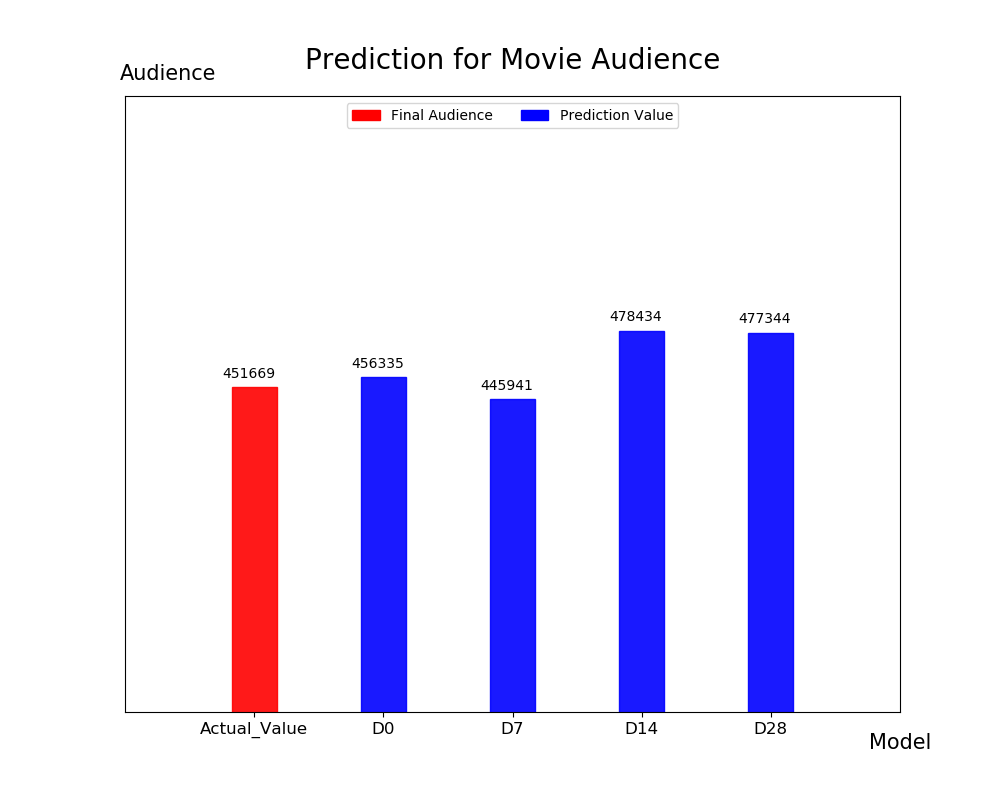 Prediction for Movie Audience
Audience
Final Audience
Prediction Value
451669
456335
445941
478434
477344
Actual_Value
D0
D7
D14
D28
Model